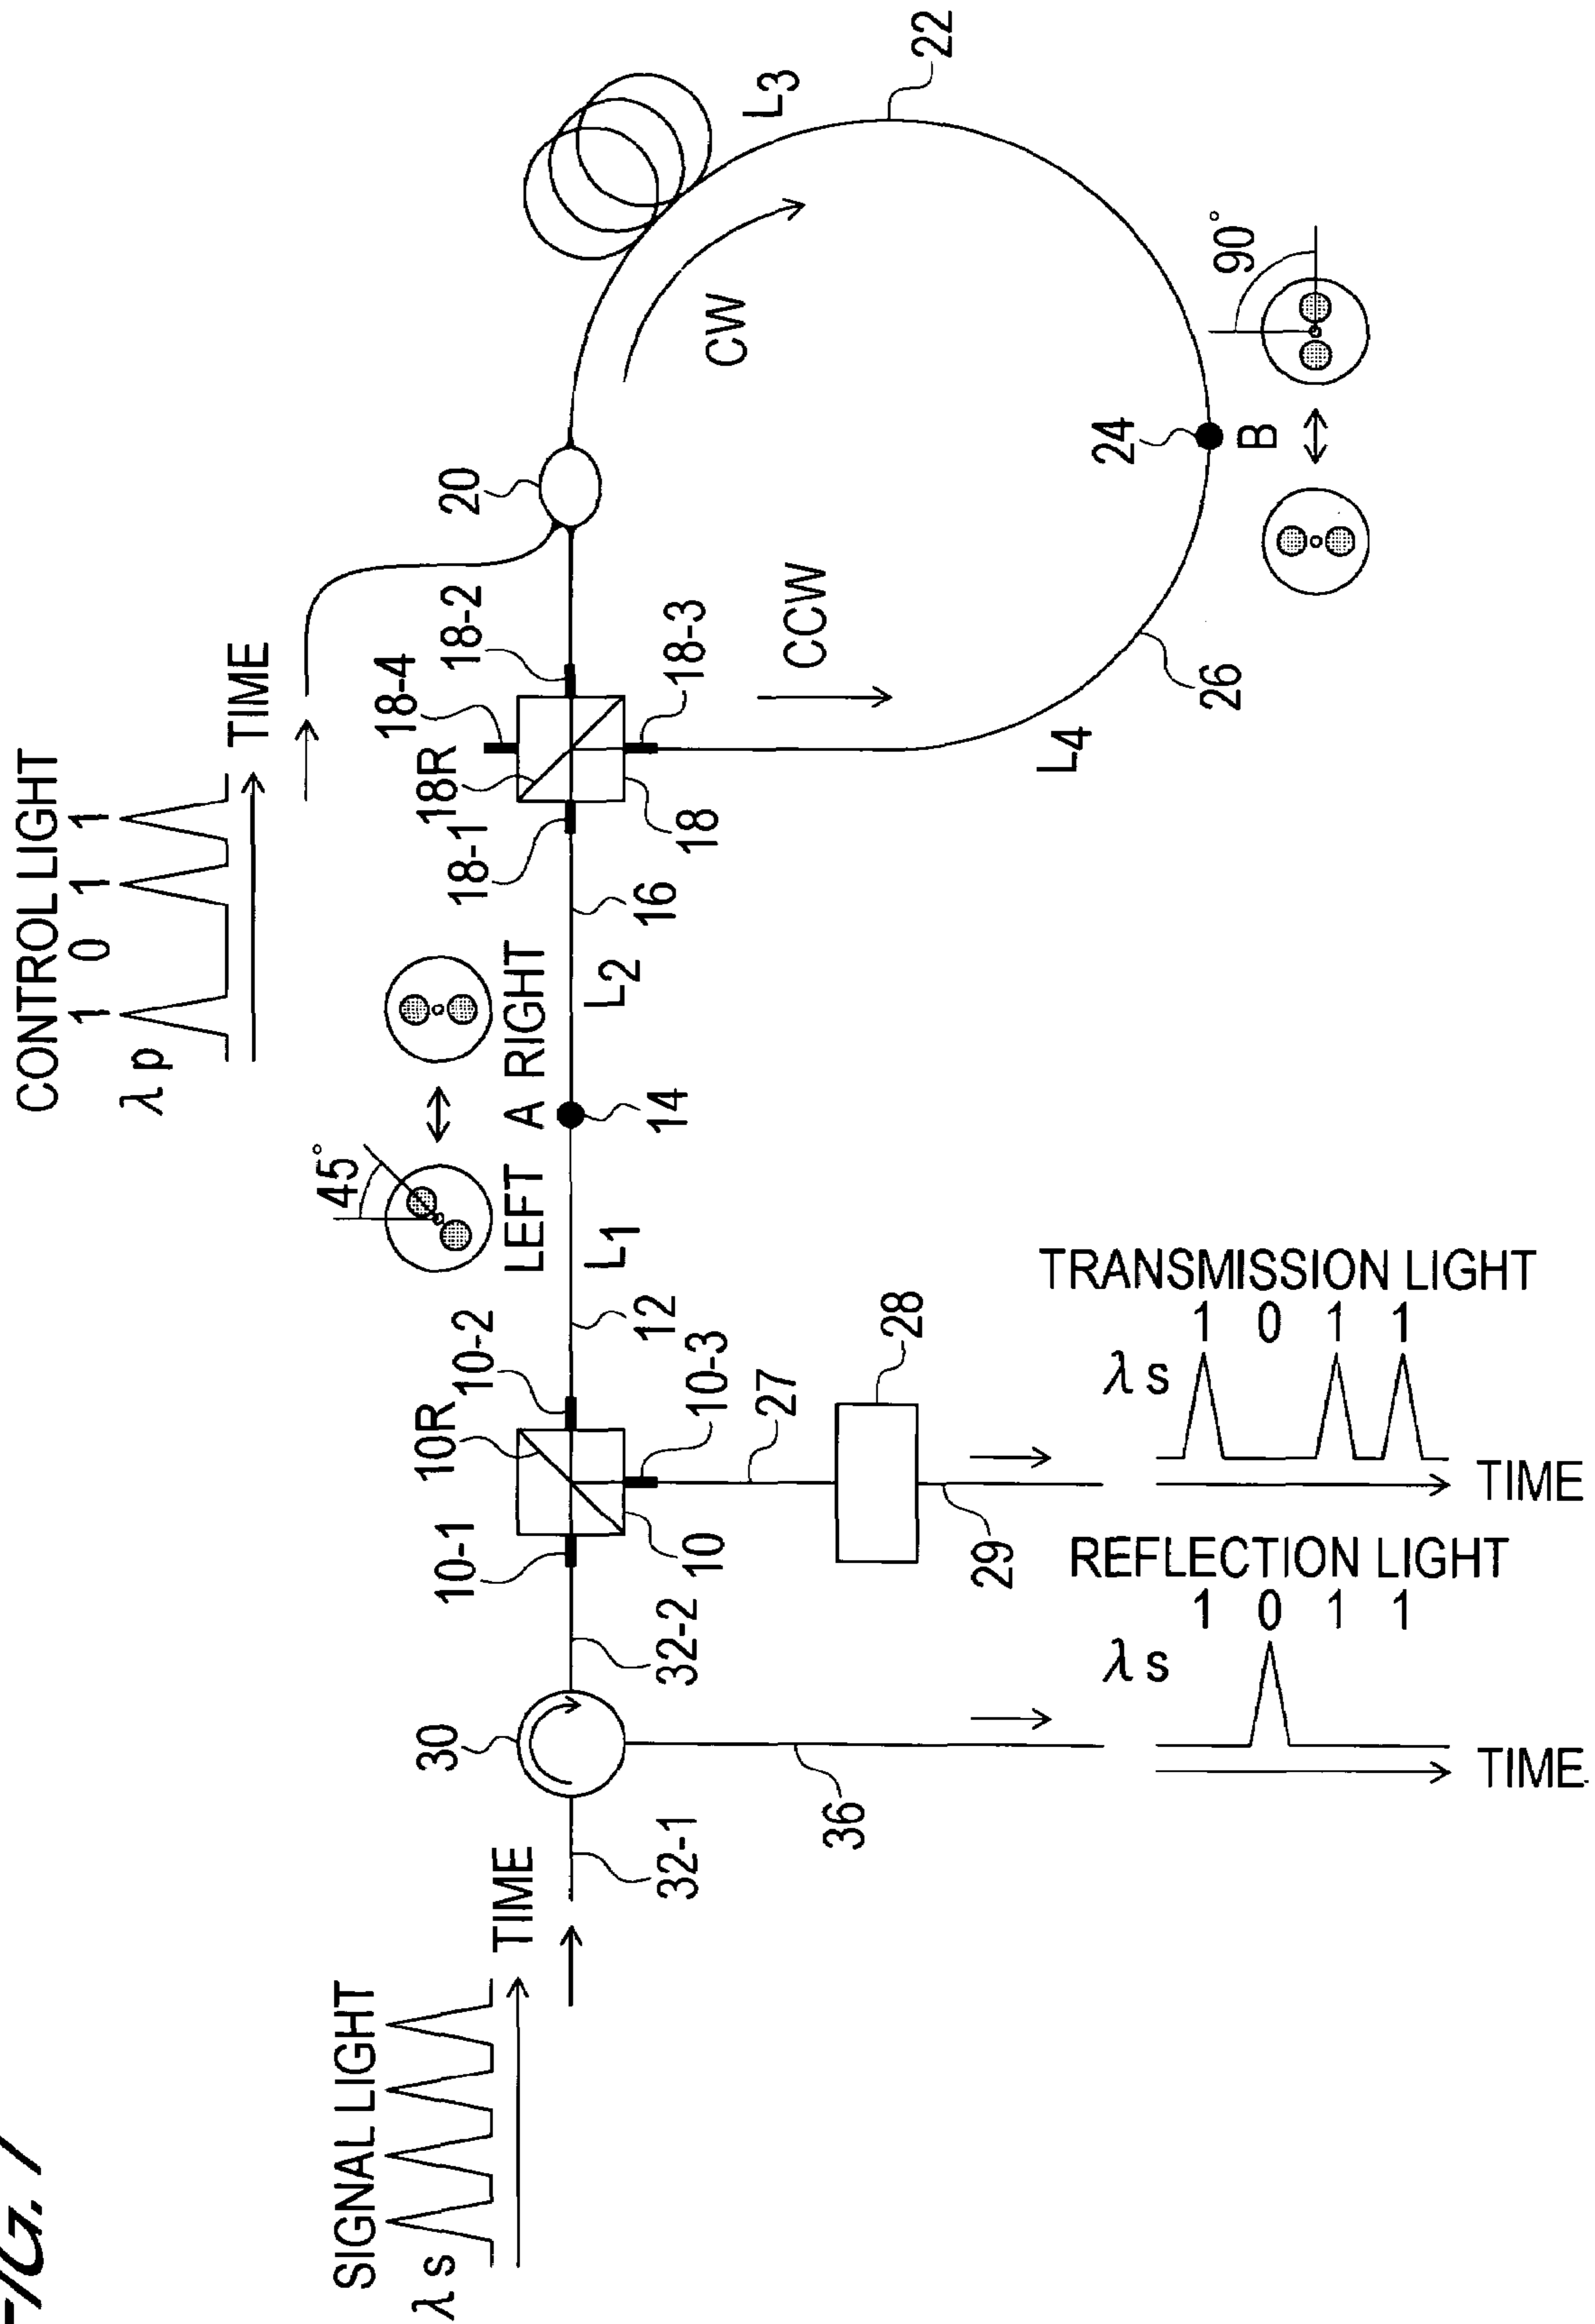 FIG. 1
CONTROL LIGHT
1 0 1 1
λp
TIME
SIGNAL LIGHT
λs
TIME
45°
LEFT A RIGHT
L1
L2
14
12
16
10-1
10R
10-2
10-3
10
30
32-1
32-2
36
27
28
29
18-1
18R
18-4
18-2
18-3
18
20
CW
CCW
L3
22
24
B
90°
26
L4
TRANSMISSION LIGHT
1 0 1 1
λs
TIME
REFLECTION LIGHT
1 0 1 1
λs
TIME